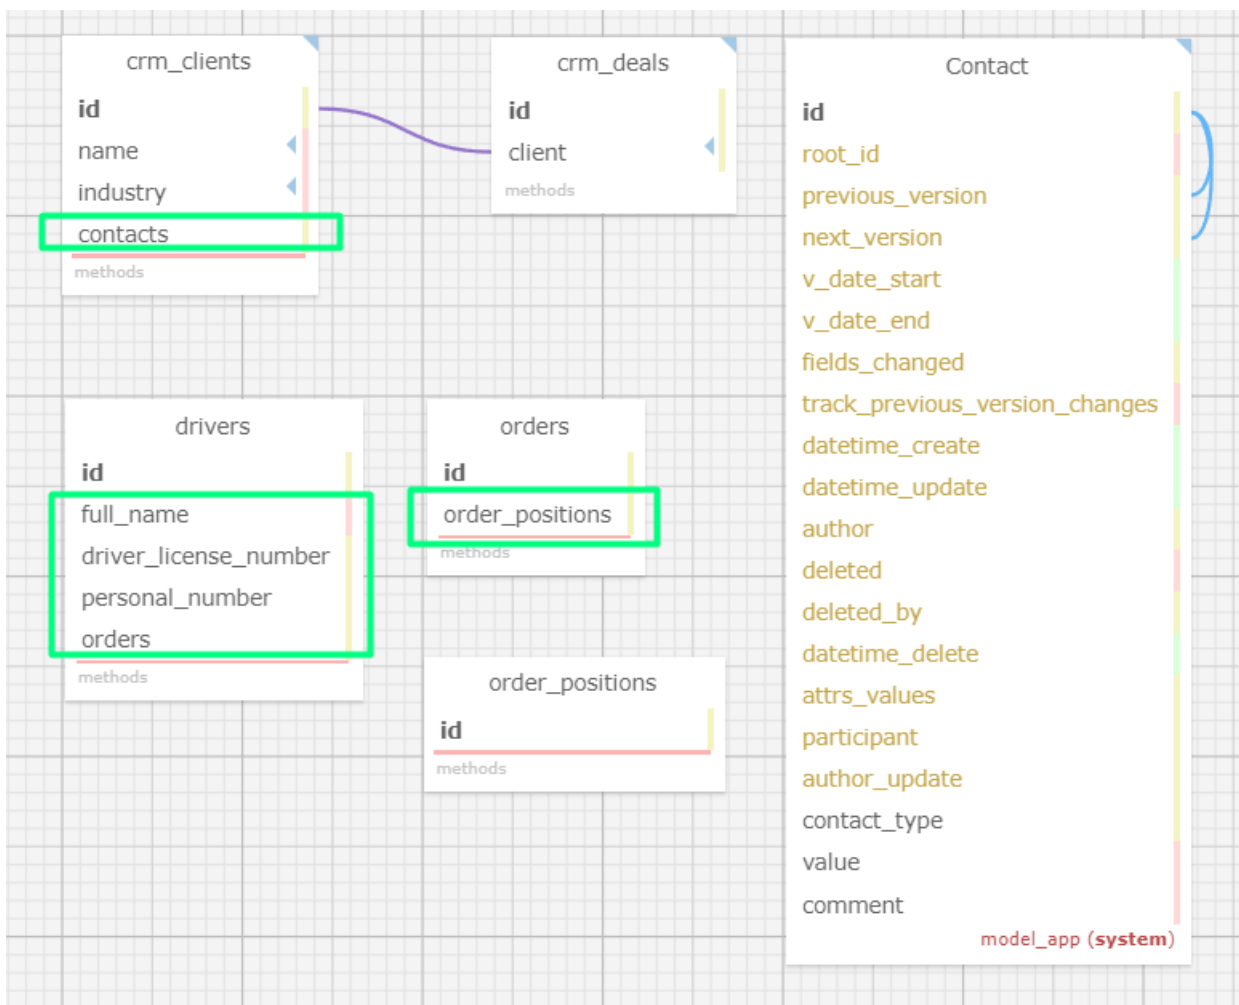 crm_clients
id
name
industry
contacts
methods
crm_deals
id
client
methods
Contact
id
root_id
previous_version
next_version
v_date_start
v_date_end
fields_changed
track_previous_version_changes
datetime_create
datetime_update
author
deleted
deleted_by
datetime_delete
attrs_values
participant
author_update
contact_type
value
comment
model_app (system)
drivers
id
full_name
driver_license_number
personal_number
orders
methods
orders
id
order_positions
methods
order_positions
id
methods